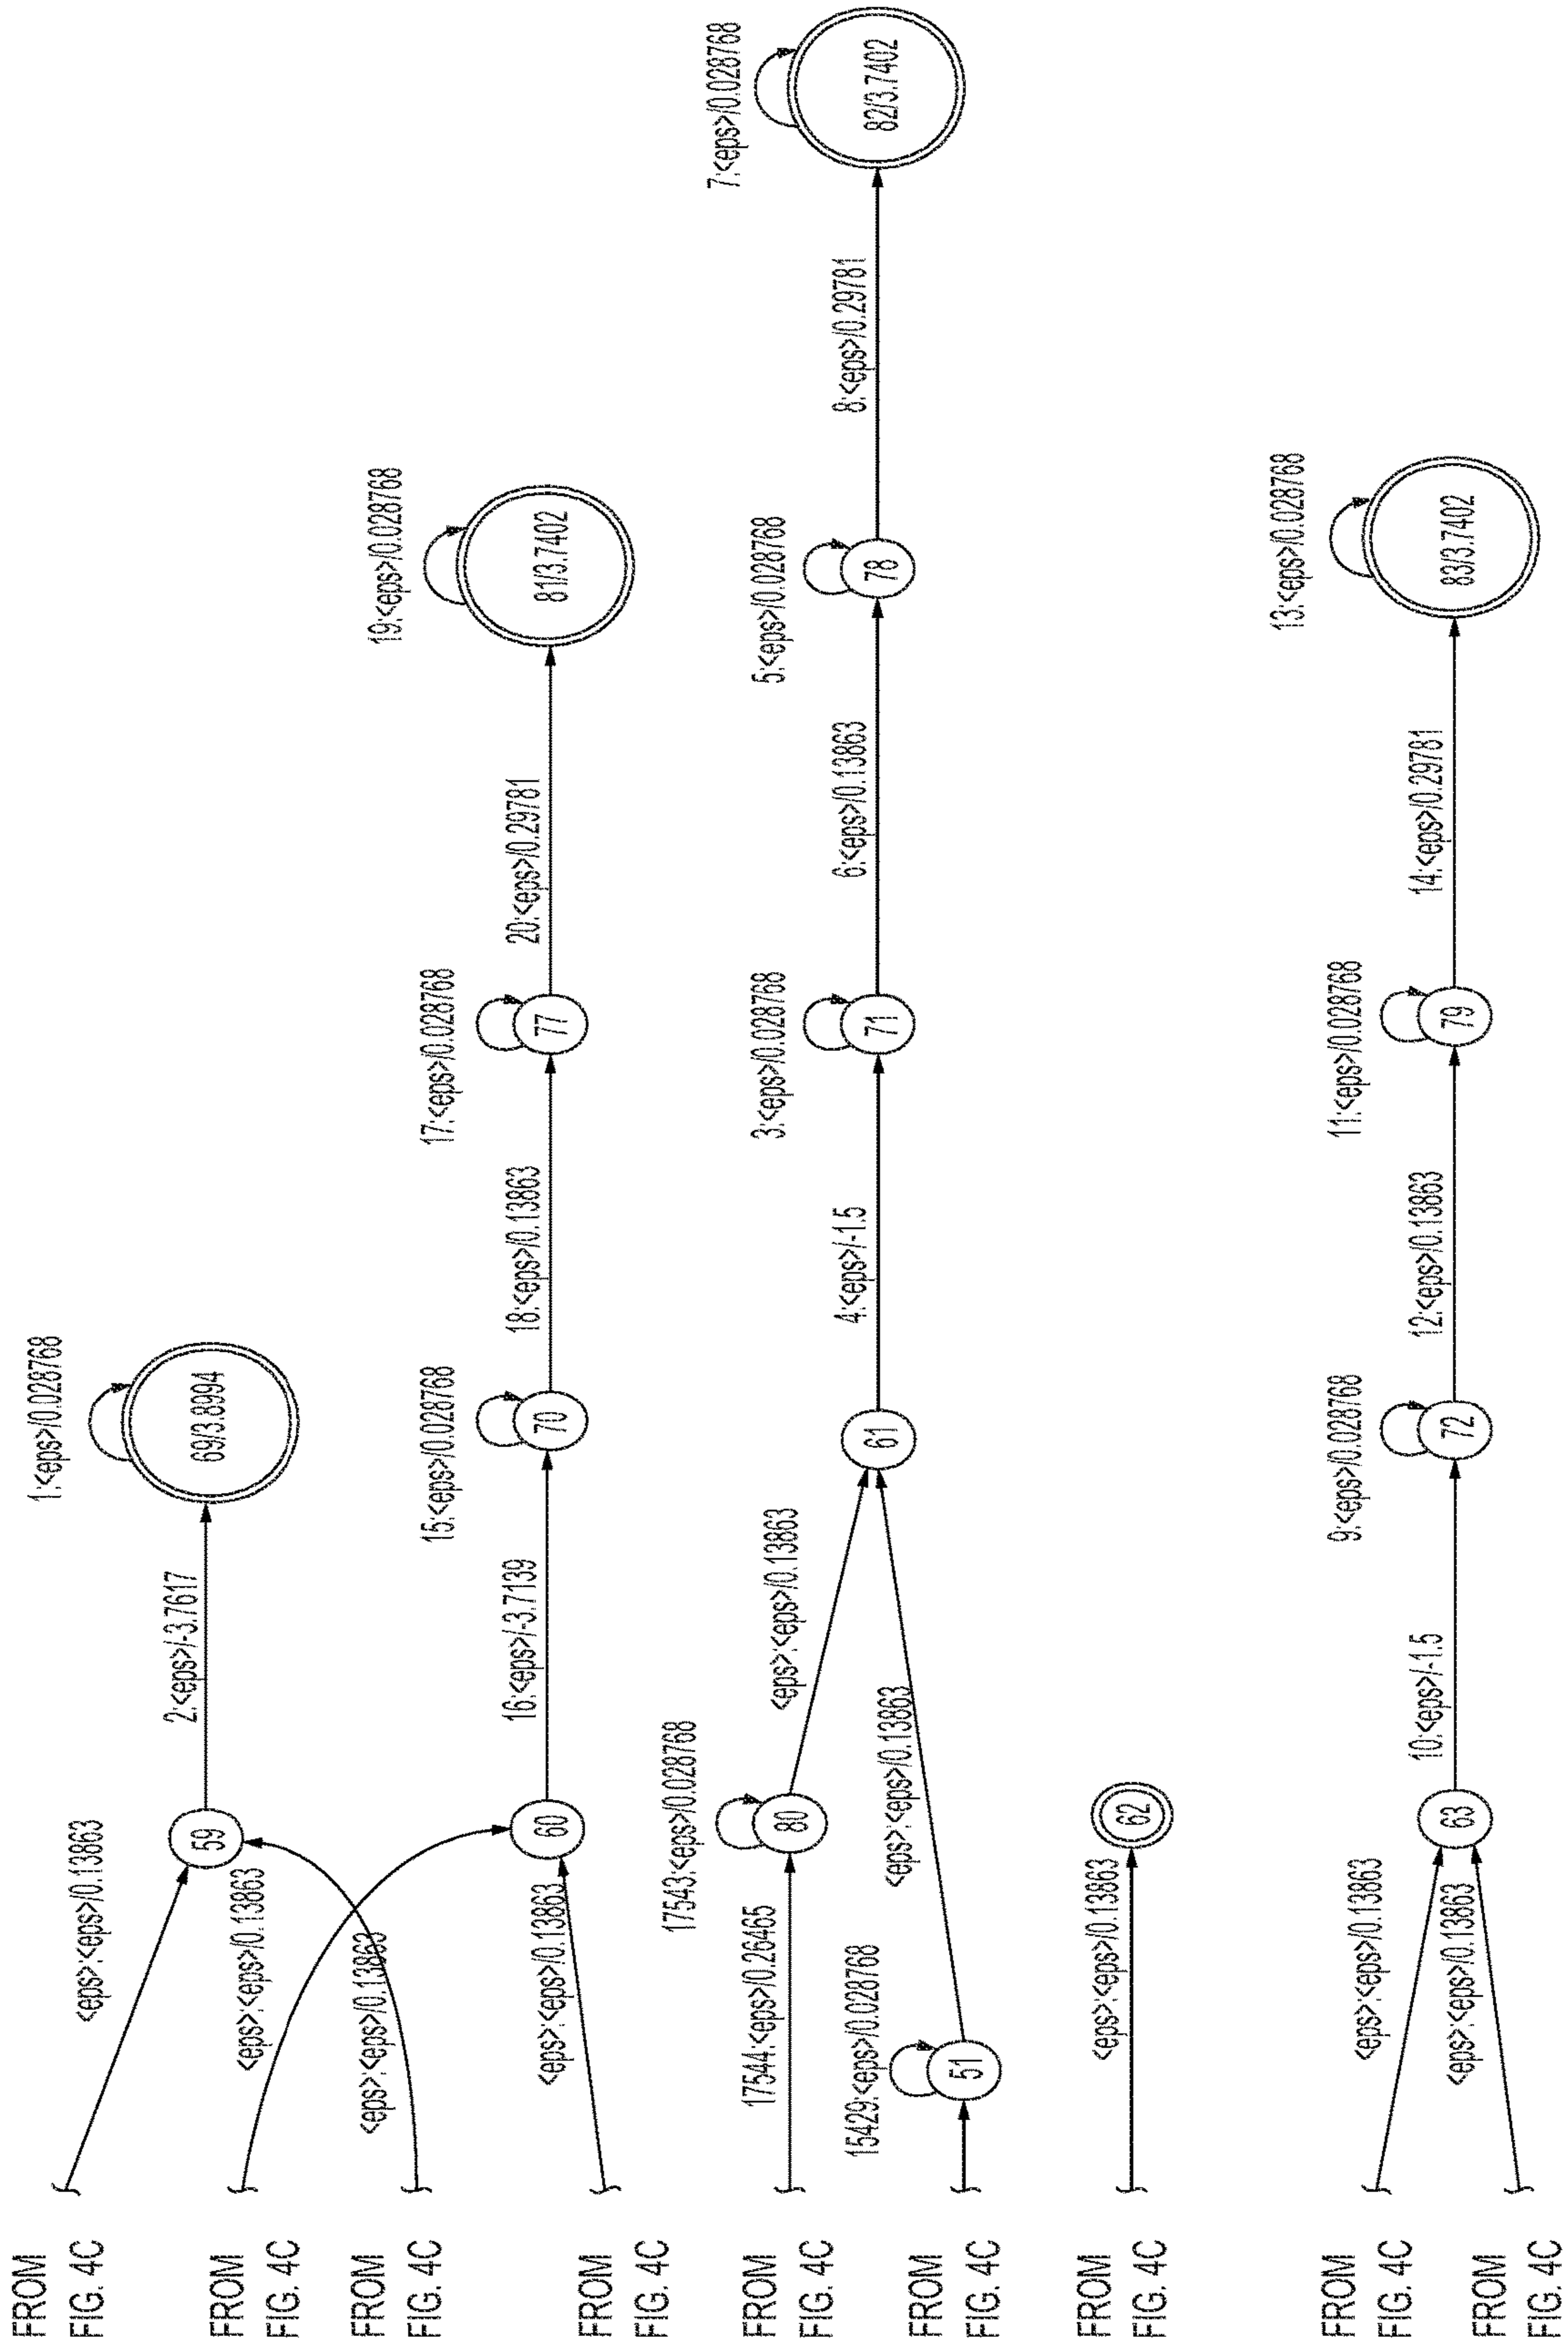 FROM
FIG. 4C
<eps>:<eps>/0.13863
59
2:<eps>/-3.7617
69/3.8994
1:<eps>/0.028768
FROM
FIG. 4C
<eps>:<eps>/0.13863
FROM
FIG. 4C
<eps>:<eps>/0.13863
FROM
FIG. 4C
<eps>:<eps>/0.13863
60
16:<eps>/-3.7139
15:<eps>/0.028768
70
18:<eps>/0.13863
17:<eps>/0.028768
77
20:<eps>/0.29781
19:<eps>/0.028768
81/3.7402
FROM
FIG. 4C
17544:<eps>/0.26465
17543:<eps>/0.028768
80
<eps>:<eps>/0.13863
FROM
FIG. 4C
15429:<eps>/0.028768
51
<eps>:<eps>/0.13863
61
4:<eps>/-1.5
3:<eps>/0.028768
71
6:<eps>/0.13863
5:<eps>/0.028768
78
8:<eps>/0.29781
7:<eps>/0.028768
82/3.7402
FROM
FIG. 4C
<eps>:<eps>/0.13863
62
FROM
FIG. 4C
<eps>:<eps>/0.13863
FROM
FIG. 4C
<eps>:<eps>/0.13863
63
10:<eps>/-1.5
9:<eps>/0.028768
72
12:<eps>/0.13863
11:<eps>/0.028768
79
14:<eps>/0.29781
13:<eps>/0.028768
83/3.7402